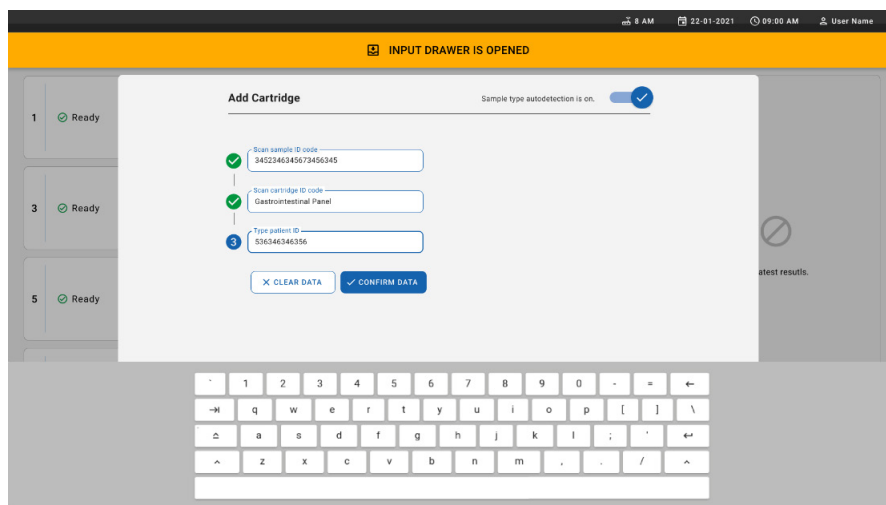 8 AM 22-01-2021 09:00 AM User Name
INPUT DRAWER IS OPENED
Add Cartridge
Sample type autodetection is on.
1 Ready
3 Ready
5 Ready
Scan sample ID code
3452346345673456345
Scan cartridge ID code
Gastrointestinal Panel
3
Type patient ID
536346346356
CLEAR DATA
CONFIRM DATA
atest resutls.
` 1 2 3 4 5 6 7 8 9 0 - =
q w e r t y u i o p [ ] \
a s d f g h j k l ; '
z x c v b n m , . /